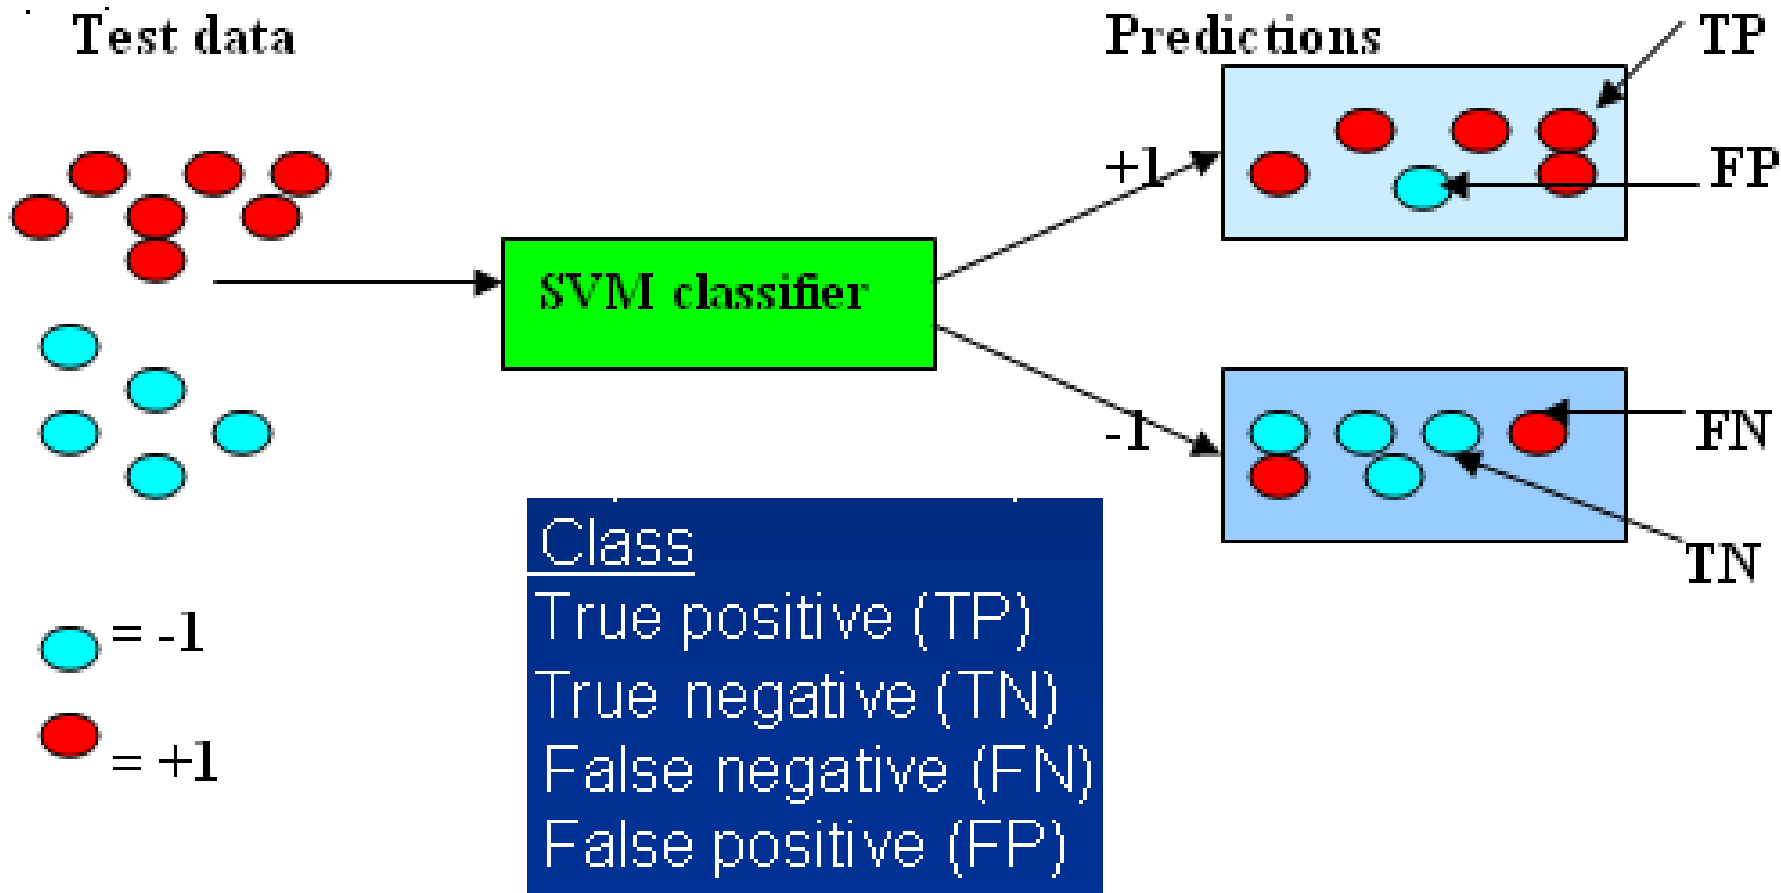 Test data
Predictions
TP
+1
FP
SVM classifier
-1
FN
TN
= -1
= +1
Class
True positive (TP)
True negative (TN)
False negative (FN)
False positive (FP)